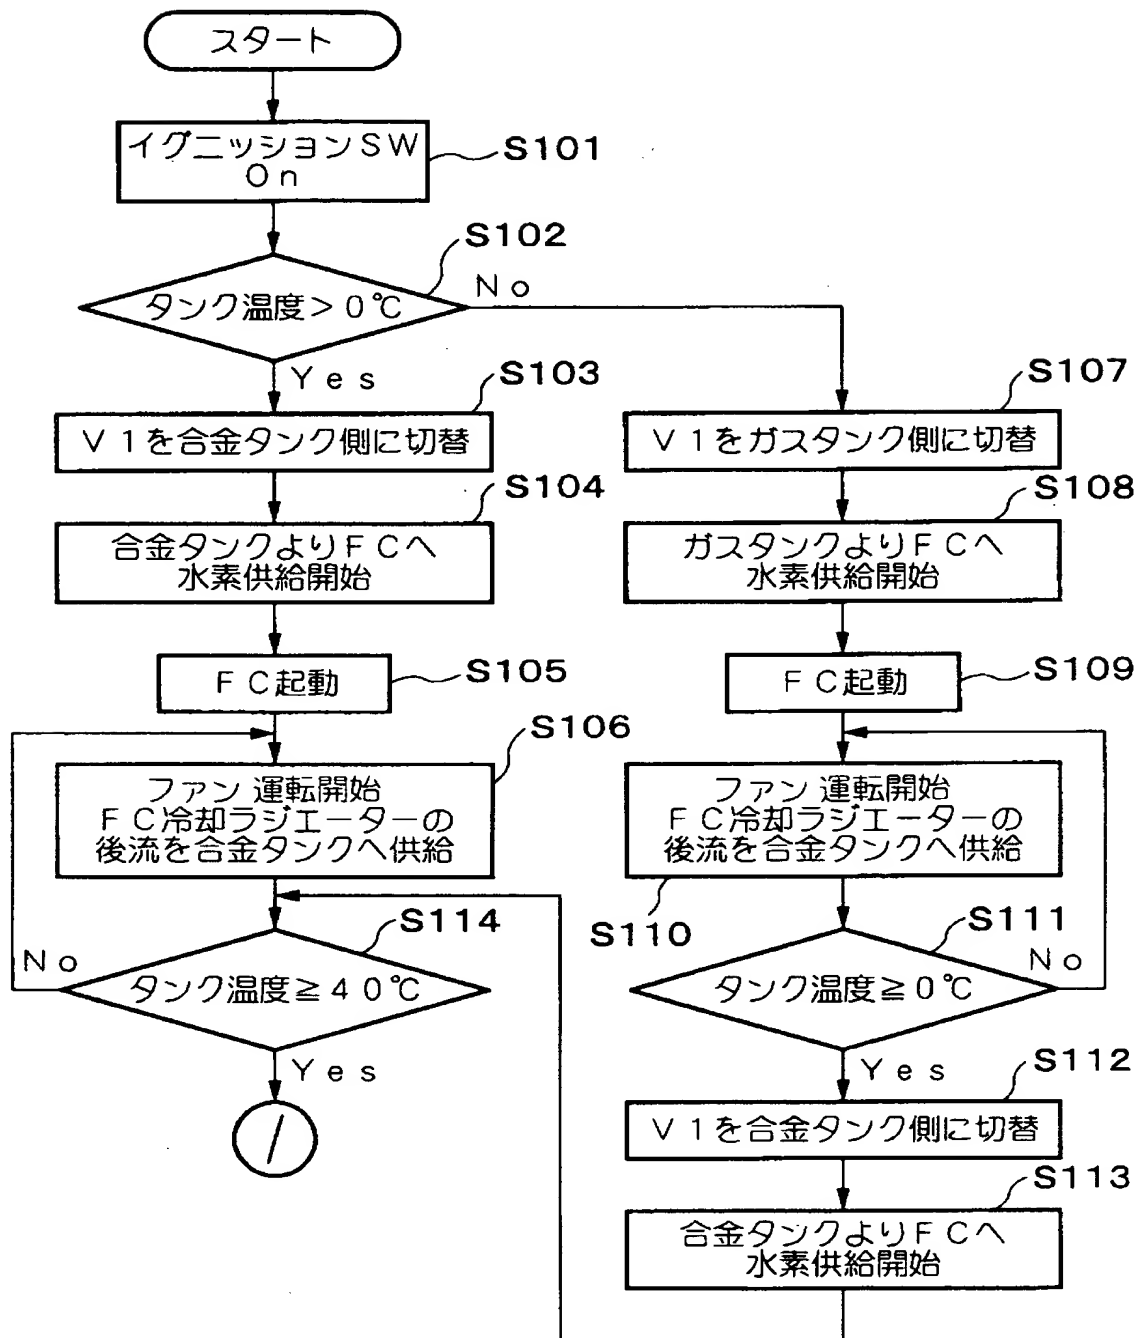 スタート
イグニッションSW
On
S101
S102
タンク温度>0℃
No
Yes
S103
V1を合金タンク側に切替
S104
合金タンクよりFCへ
水素供給開始
FC起動
S105
S106
ファン運転開始
FC冷却ラジエーターの
後流を合金タンクへ供給
S114
No
タンク温度≧40℃
Yes
/
S107
V1をガスタンク側に切替
S108
ガスタンクよりFCへ
水素供給開始
FC起動
S109
ファン運転開始
FC冷却ラジエーターの
後流を合金タンクへ供給
S110
S111
No
タンク温度≧0℃
Yes
S112
V1を合金タンク側に切替
S113
合金タンクよりFCへ
水素供給開始